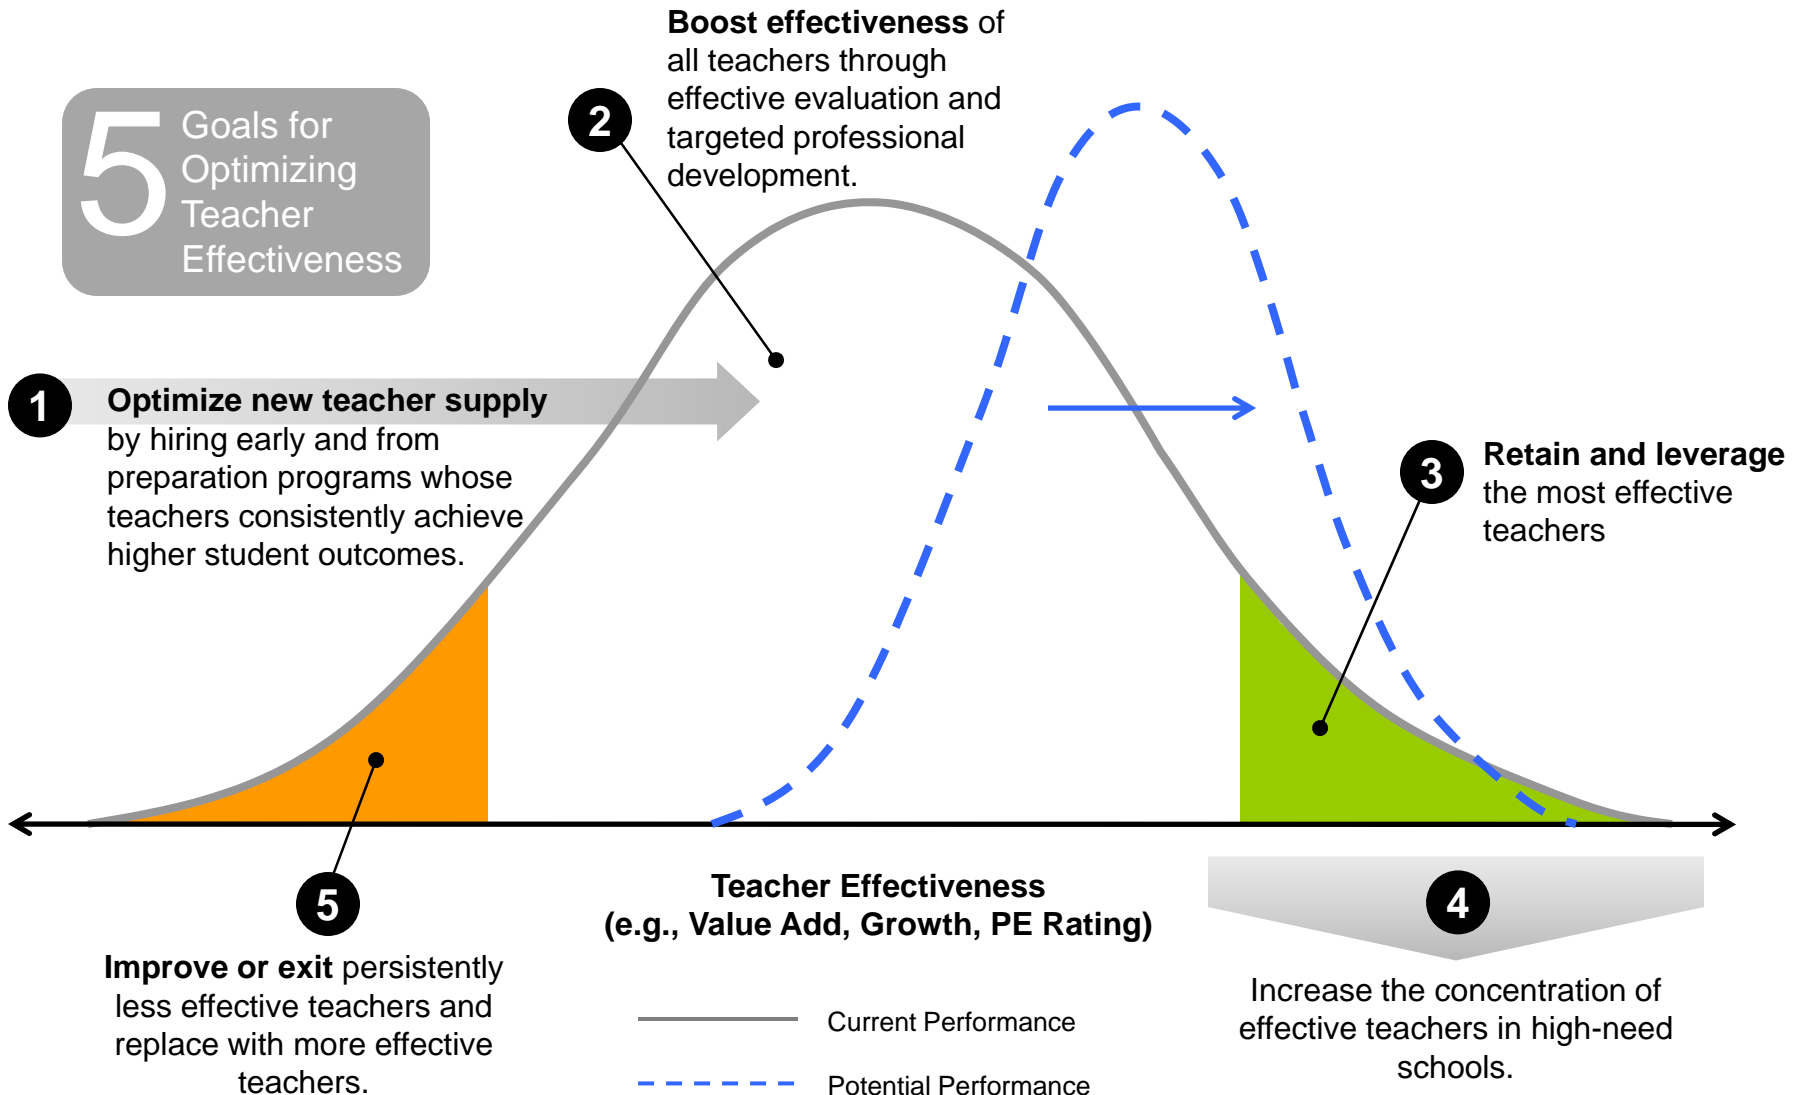 5
Goals for
Optimizing
Teacher
Effectiveness
1
Optimize new teacher supply
by hiring early and from
preparation programs whose
teachers consistently achieve
higher student outcomes.
2
Boost effectiveness of
all teachers through
effective evaluation and
targeted professional
development.
3
Retain and leverage
the most effective
teachers
4
Increase the concentration of
effective teachers in high-need
schools.
5
Improve or exit persistently
less effective teachers and
replace with more effective
teachers.
Teacher Effectiveness
(e.g., Value Add, Growth, PE Rating)
Current Performance
Potential Performance